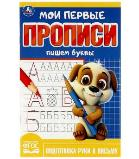 МОИ ПЕРВЫЕ
ПРОПИСИ
пишем буквы
А
ФГОС
ПОДГОТОВКА РУКИ К ПИСЬМУ